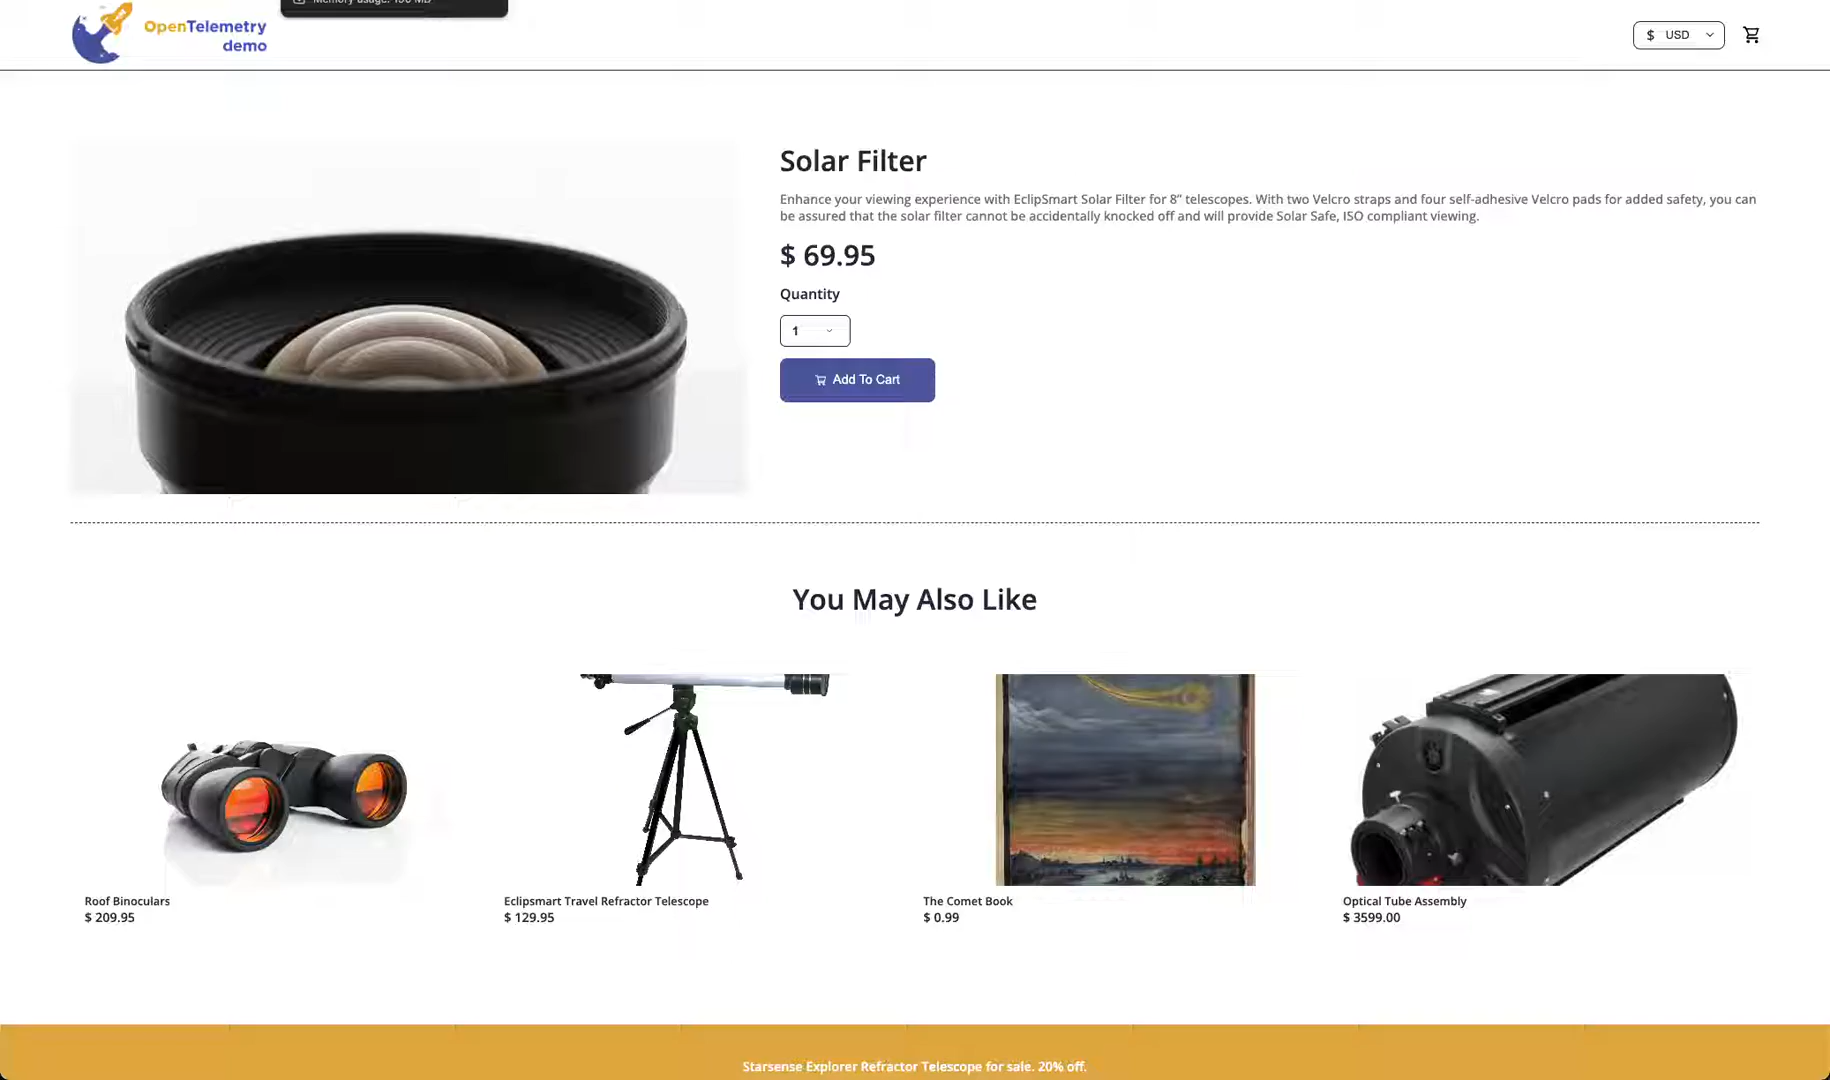 OpenTelemetry
demo
$ USD
Solar Filter
Enhance your viewing experience with EclipSmart Solar Filter for 8” telescopes. With two Velcro straps and four self-adhesive Velcro pads for added safety, you can
be assured that the solar filter cannot be accidentally knocked off and will provide Solar Safe, ISO compliant viewing.
$ 69.95
Quantity
1
Add To Cart
You May Also Like
Roof Binoculars
$ 209.95
Eclipsmart Travel Refractor Telescope
$ 129.95
The Comet Book
$ 0.99
Optical Tube Assembly
$ 3599.00
Starsense Explorer Refractor Telescope for sale. 20% off.